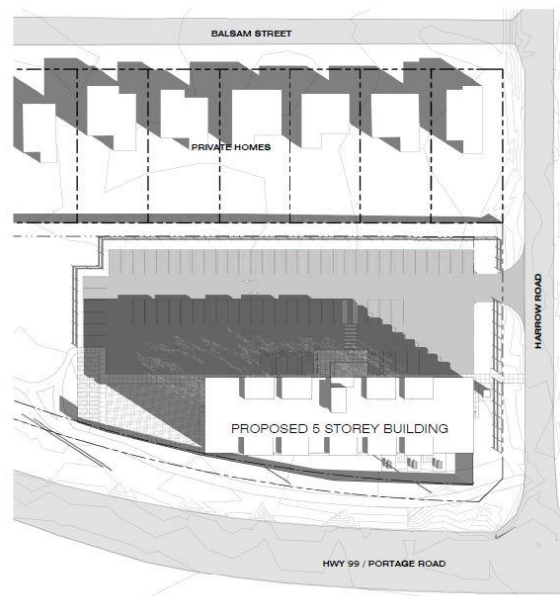 BALSAM STREET
PRIVATE HOMES
HARROW ROAD
PROPOSED 5 STOREY BUILDING
HWY 99 / PORTAGE ROAD